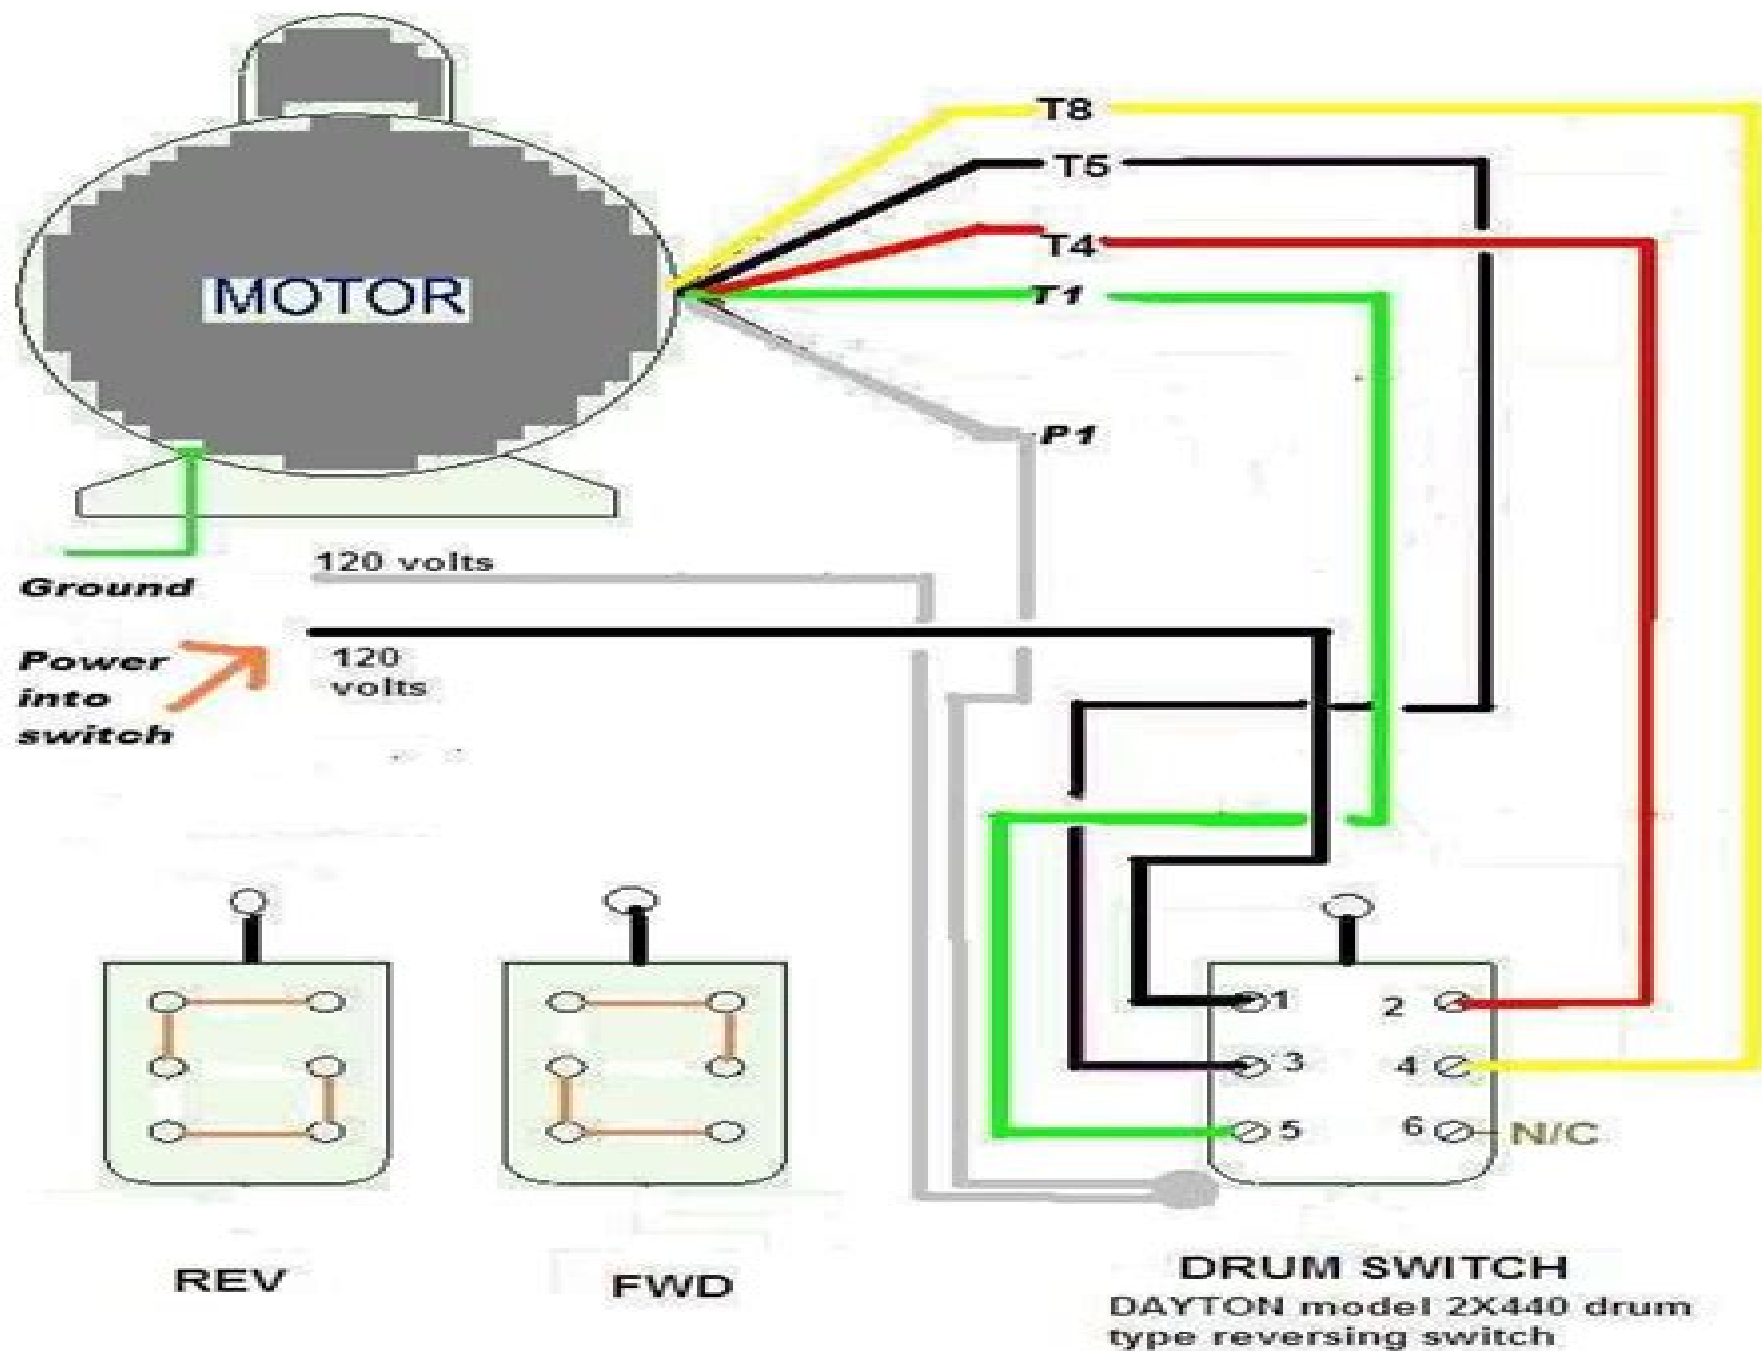 T8
T5
T4
T1
MOTOR
P1
120 volts
Ground
Power
into
switch
120
volts
1
2
3
4
5
6
N/C
REV
FWD
DRUM SWITCH
DAYTON model 2X440 drum
type reversing switch